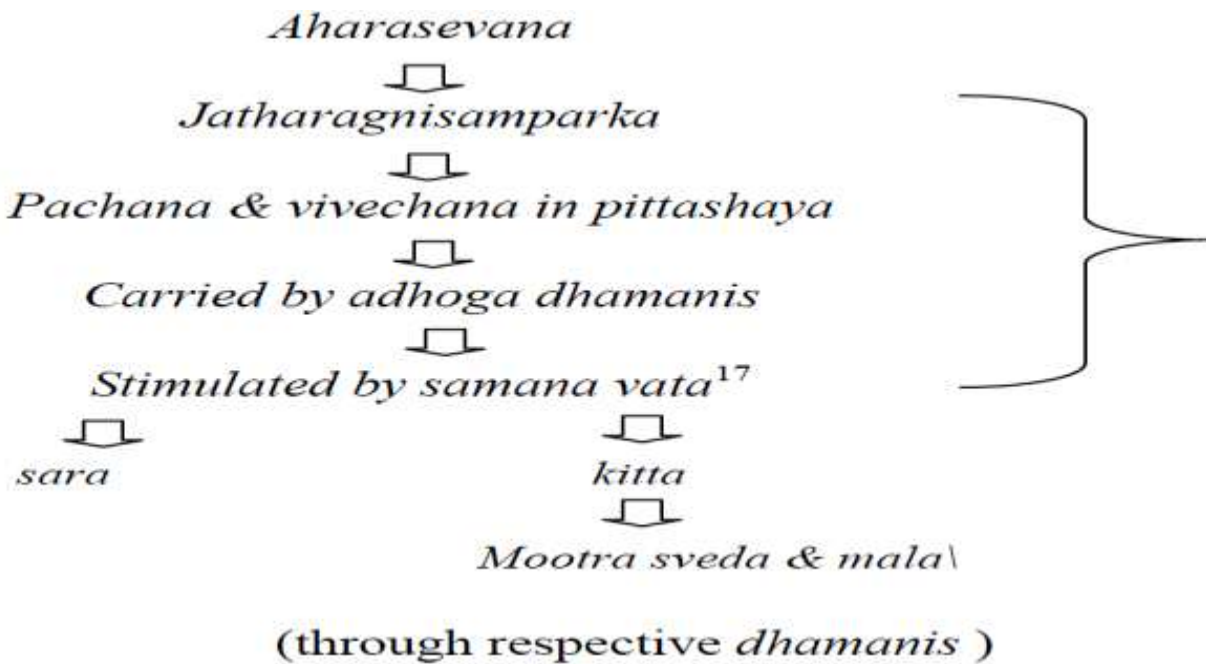 Aharasevana
Jatharagnisamparka
Pachana & vivechana in pittashaya
Carried by adhoga dhamanis
Stimulated by samana vata17
sara kitta
Mootra sveda & mala\
(through respective dhamanis )